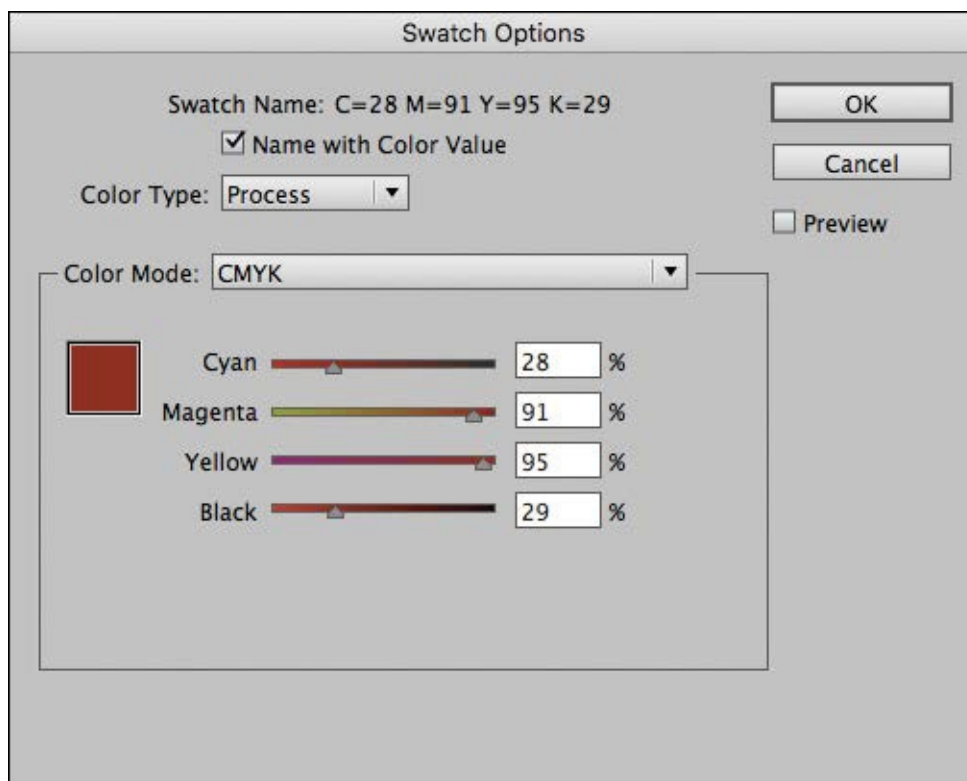 Swatch Options
Swatch Name: C=28 M=91 Y=95 K=29
OK
Name with Color Value
Cancel
Color Type: Process
Preview
Color Mode: CMYK
Cyan 28 %
Magenta 91 %
Yellow 95 %
Black 29 %